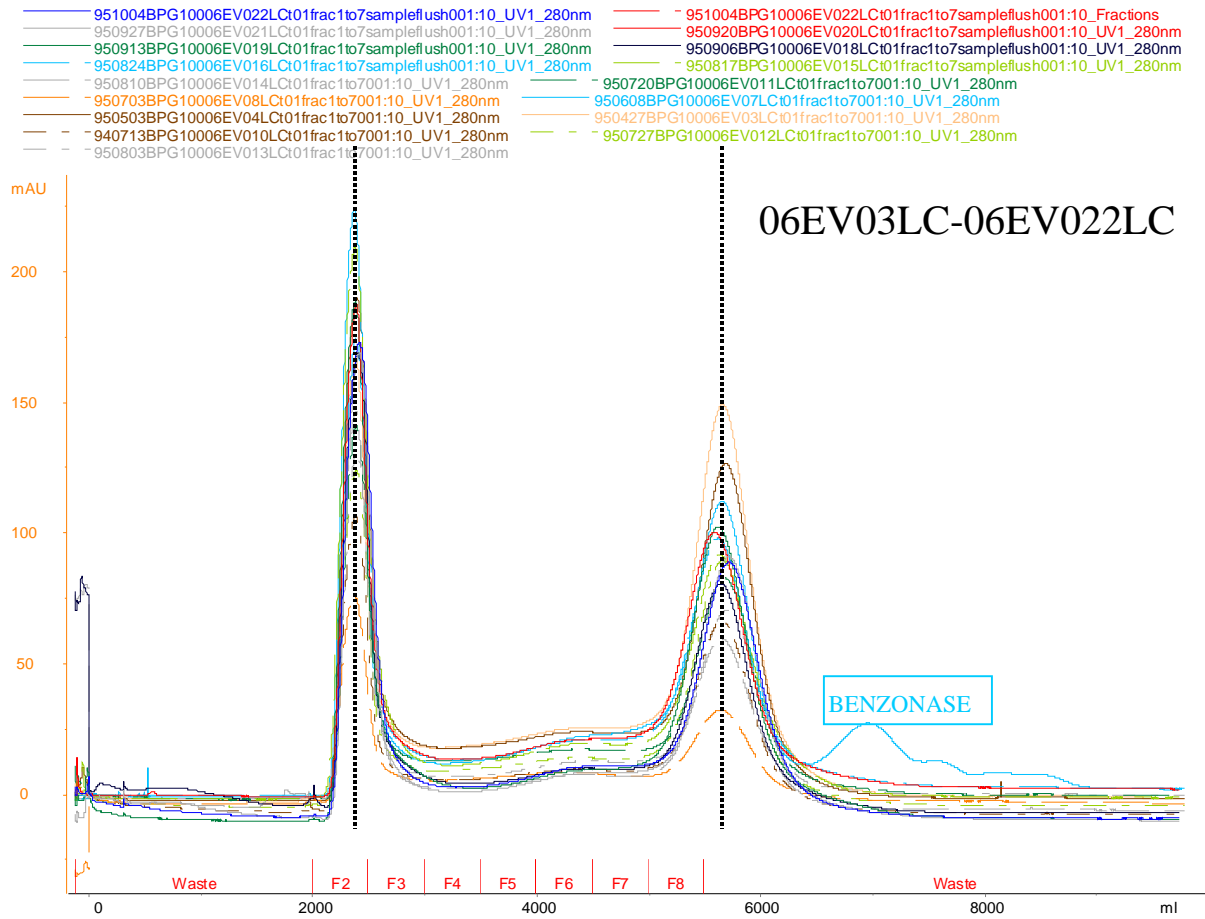 951004BPG10006EV022LCt01frac1to7sampleflush001:10_UV1_280nm 951004BPG10006EV022LCt01frac1to7sampleflush001:10_Fractions
950927BPG10006EV021LCt01frac1to7sampleflush001:10_UV1_280nm 950920BPG10006EV020LCt01frac1to7sampleflush001:10_UV1_280nm
950913BPG10006EV019LCt01frac1to7sampleflush001:10_UV1_280nm 950906BPG10006EV018LCt01frac1to7sampleflush001:10_UV1_280nm
950824BPG10006EV016LCt01frac1to7sampleflush001:10_UV1_280nm 950817BPG10006EV015LCt01frac1to7sampleflush001:10_UV1_280nm
950810BPG10006EV014LCt01frac1to7001:10_UV1_280nm 950720BPG10006EV011LCt01frac1to7001:10_UV1_280nm
950703BPG10006EV08LCt01frac1to7001:10_UV1_280nm 950608BPG10006EV07LCt01frac1to7001:10_UV1_280nm
950503BPG10006EV04LCt01frac1to7001:10_UV1_280nm 950427BPG10006EV03LCt01frac1to7001:10_UV1_280nm
940713BPG10006EV010LCt01frac1to7001:10_UV1_280nm 950727BPG10006EV012LCt01frac1to7001:10_UV1_280nm
950803BPG10006EV013LCt01frac1to7001:10_UV1_280nm
mAU
06EV03LC-06EV022LC
200
150
100
50
BENZONASE
0
Waste F2 F3 F4 F5 F6 F7 F8 Waste
0 2000 4000 6000 8000 ml